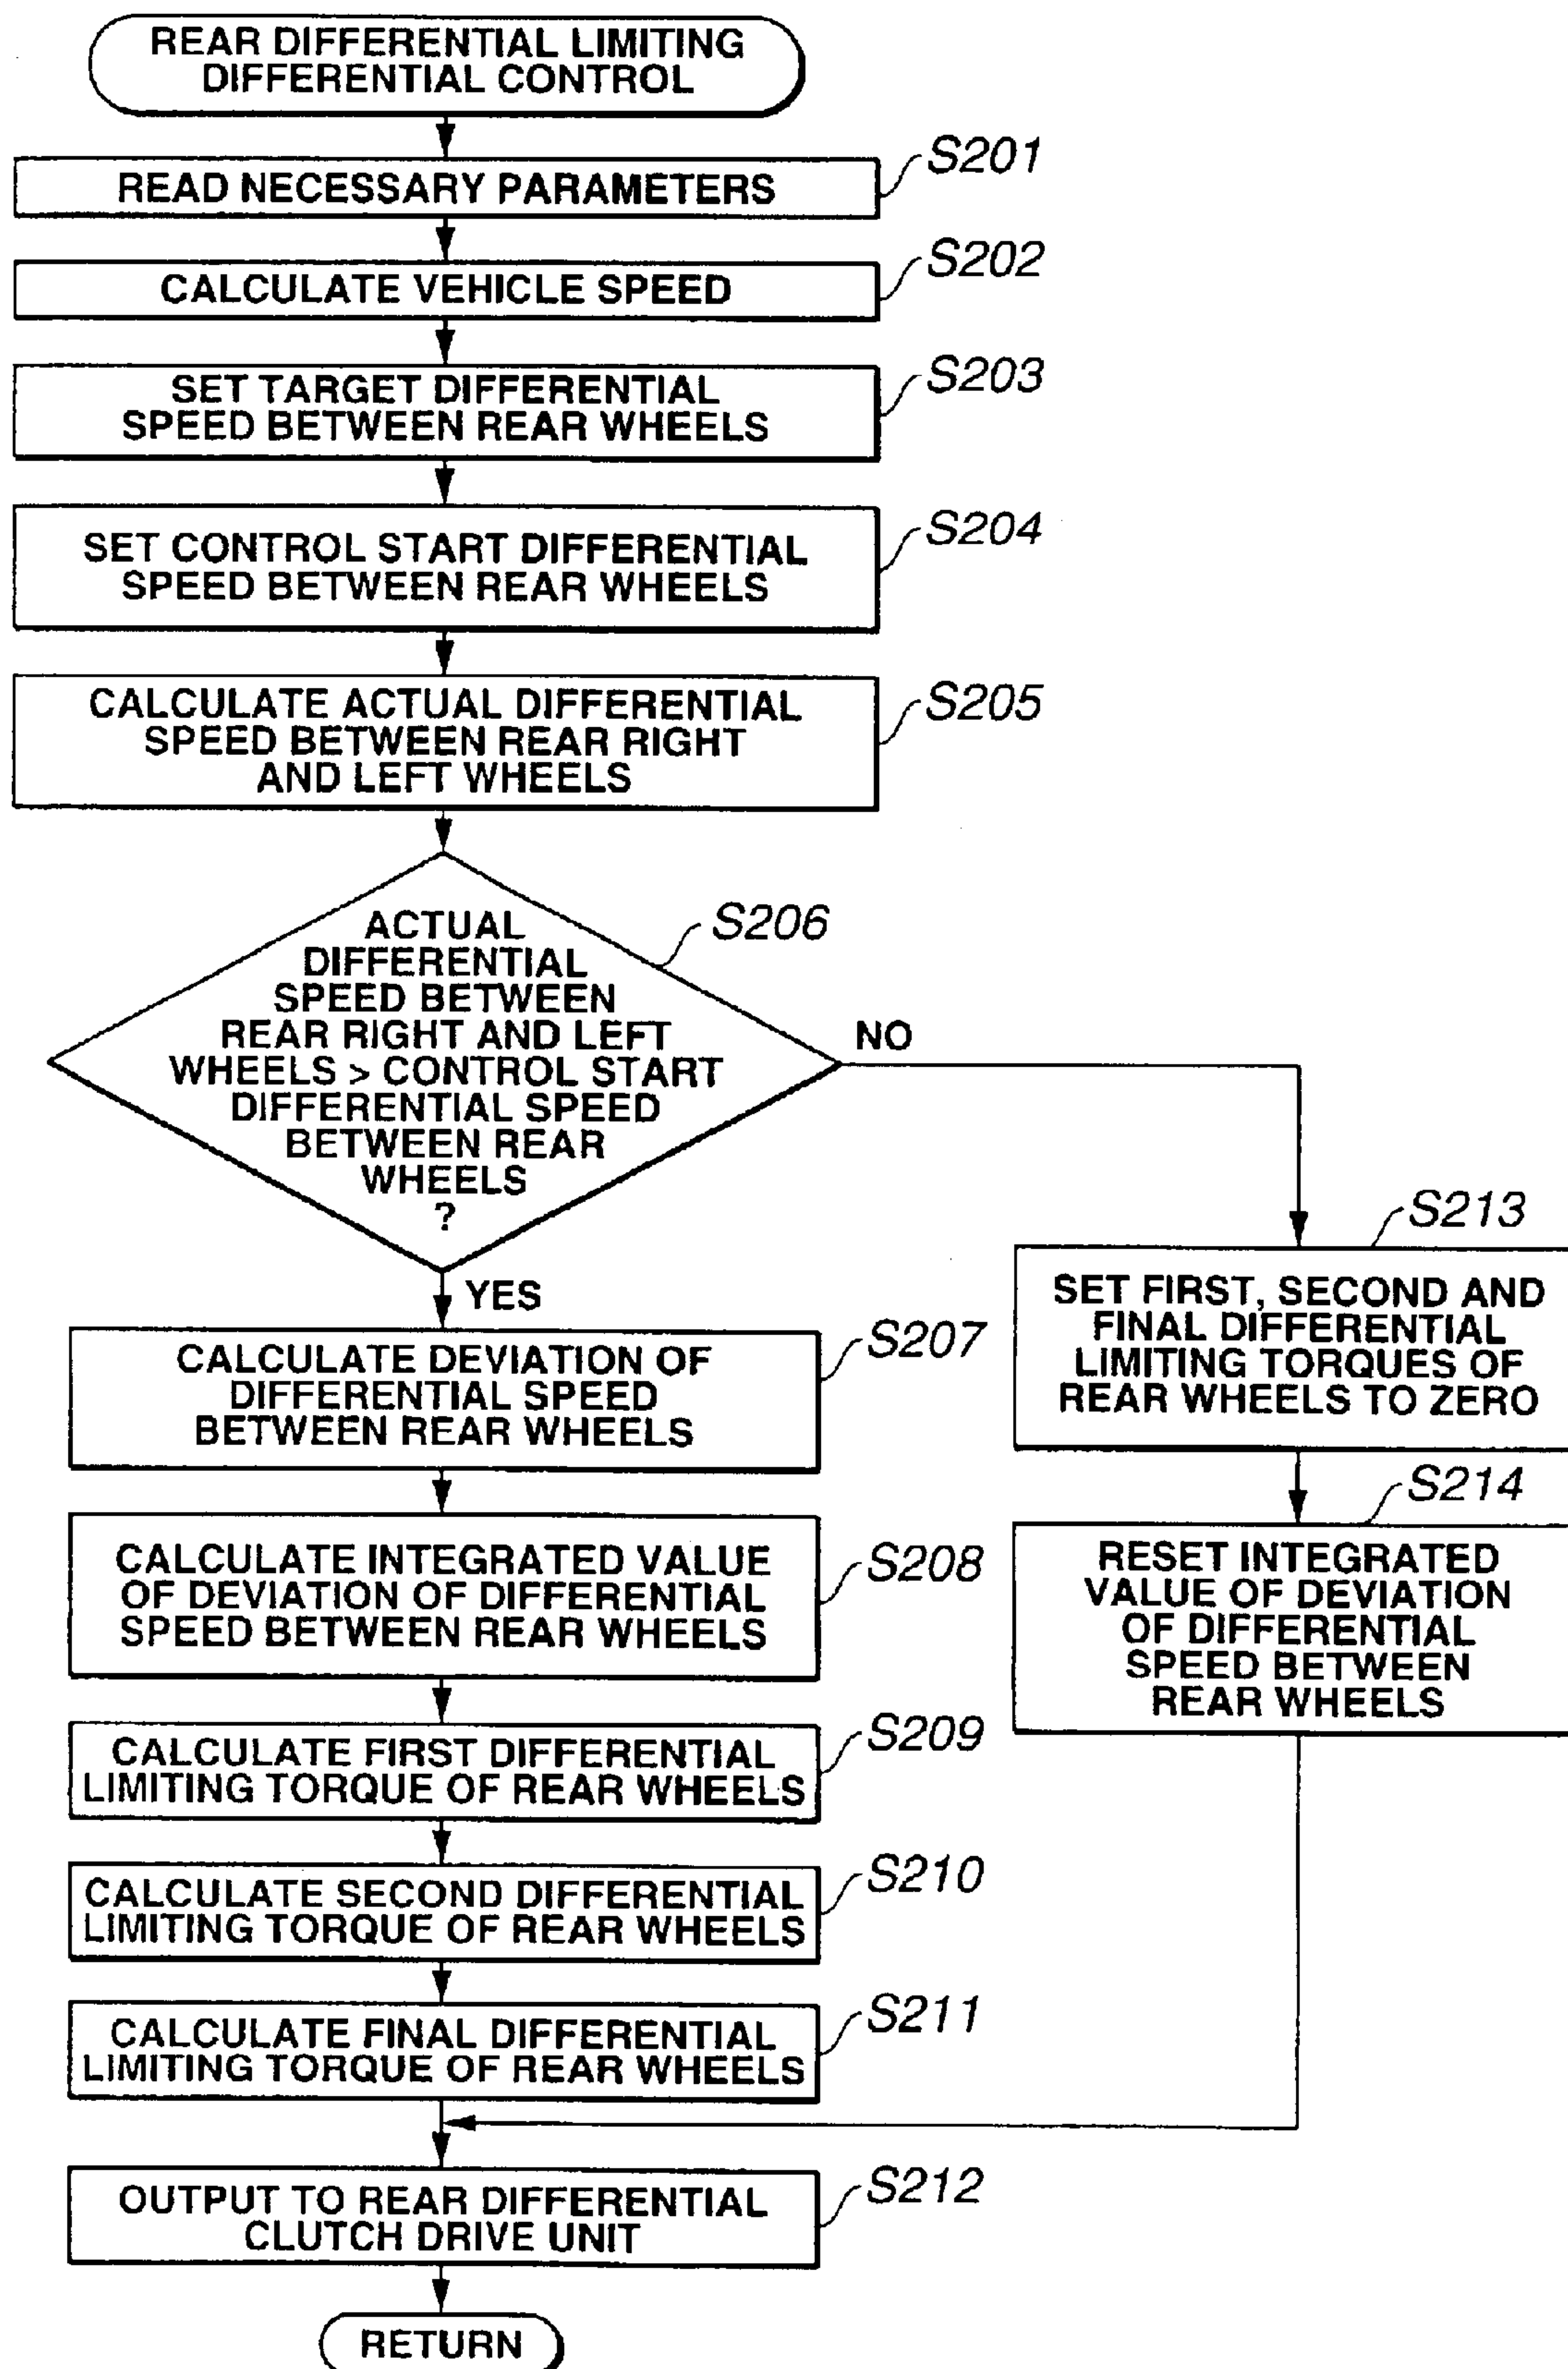 REAR DIFFERENTIAL LIMITING
DIFFERENTIAL CONTROL
S201
READ NECESSARY PARAMETERS
S202
CALCULATE VEHICLE SPEED
S203
SET TARGET DIFFERENTIAL
SPEED BETWEEN REAR WHEELS
S204
SET CONTROL START DIFFERENTIAL
SPEED BETWEEN REAR WHEELS
S205
CALCULATE ACTUAL DIFFERENTIAL
SPEED BETWEEN REAR RIGHT
AND LEFT WHEELS
S206
ACTUAL
DIFFERENTIAL
SPEED BETWEEN
REAR RIGHT AND LEFT
WHEELS > CONTROL START
DIFFERENTIAL SPEED
BETWEEN REAR
WHEELS
?
NO
YES
S207
CALCULATE DEVIATION OF
DIFFERENTIAL SPEED
BETWEEN REAR WHEELS
S208
CALCULATE INTEGRATED VALUE
OF DEVIATION OF DIFFERENTIAL
SPEED BETWEEN REAR WHEELS
S209
CALCULATE FIRST DIFFERENTIAL
LIMITING TORQUE OF REAR WHEELS
S210
CALCULATE SECOND DIFFERENTIAL
LIMITING TORQUE OF REAR WHEELS
S211
CALCULATE FINAL DIFFERENTIAL
LIMITING TORQUE OF REAR WHEELS
S213
SET FIRST, SECOND AND
FINAL DIFFERENTIAL
LIMITING TORQUES OF
REAR WHEELS TO ZERO
S214
RESET INTEGRATED
VALUE OF DEVIATION
OF DIFFERENTIAL
SPEED BETWEEN
REAR WHEELS
S212
OUTPUT TO REAR DIFFERENTIAL
CLUTCH DRIVE UNIT
RETURN